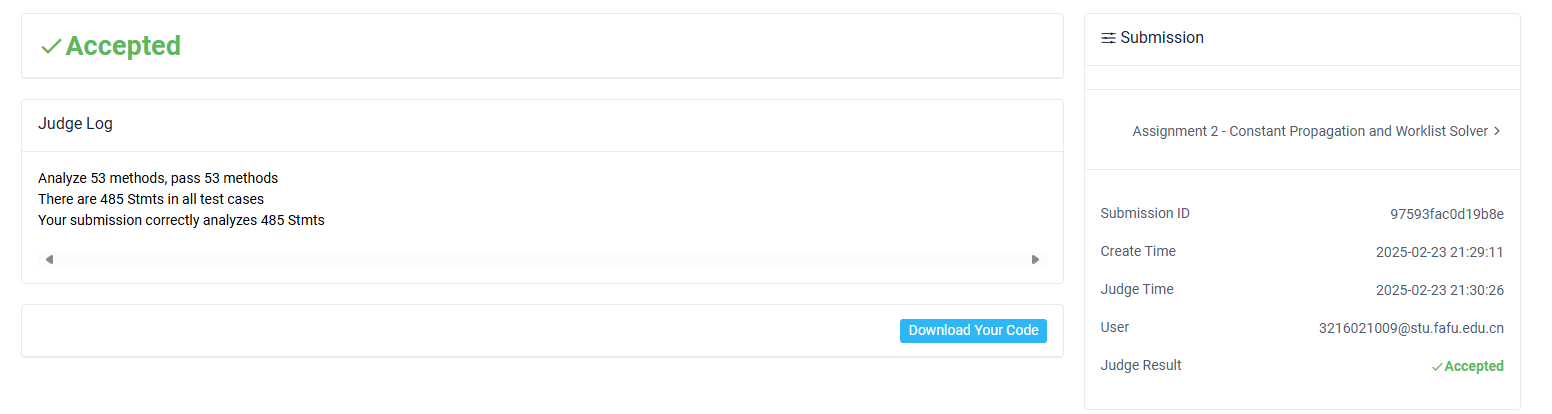 Accepted
Judge Log
Analyze 53 methods, pass 53 methods
There are 485 Stmts in all test cases
Your submission correctly analyzes 485 Stmts
Download Your Code
Submission
Assignment 2 - Constant Propagation and Worklist Solver
Submission ID 97593fac0d19b8e
Create Time 2025-02-23 21:29:11
Judge Time 2025-02-23 21:30:26
User 3216021009@stu.fafu.edu.cn
Judge Result Accepted